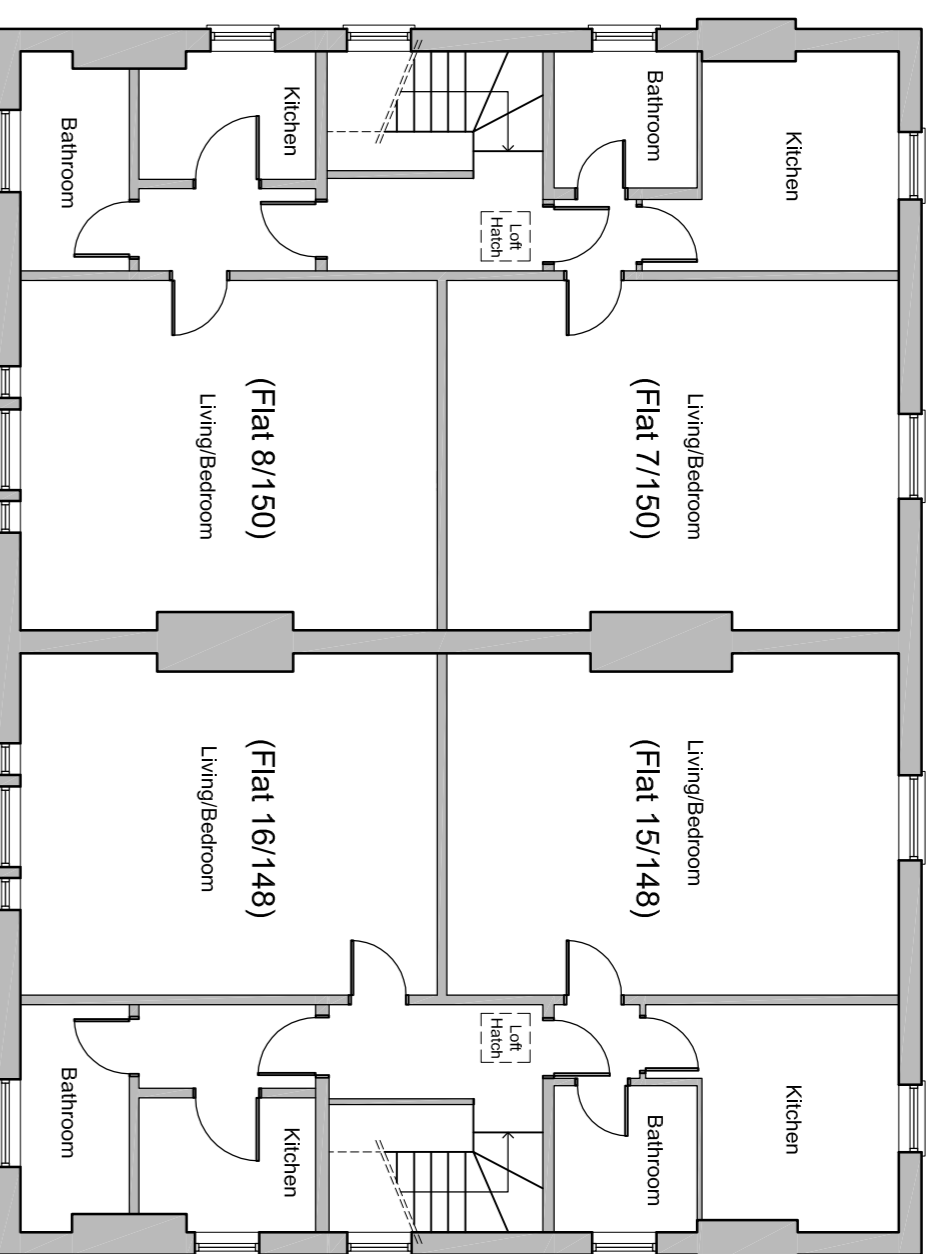 Kitchen
Bathroom
Kitchen
Bathroom
Loft
Hatch
Living/Bedroom
(Flat 7/150)
(Flat 8/150)
Living/Bedroom
Living/Bedroom
(Flat 15/148)
(Flat 16/148)
Living/Bedroom
Loft
Hatch
Kitchen
Bathroom
Kitchen
Bathroom